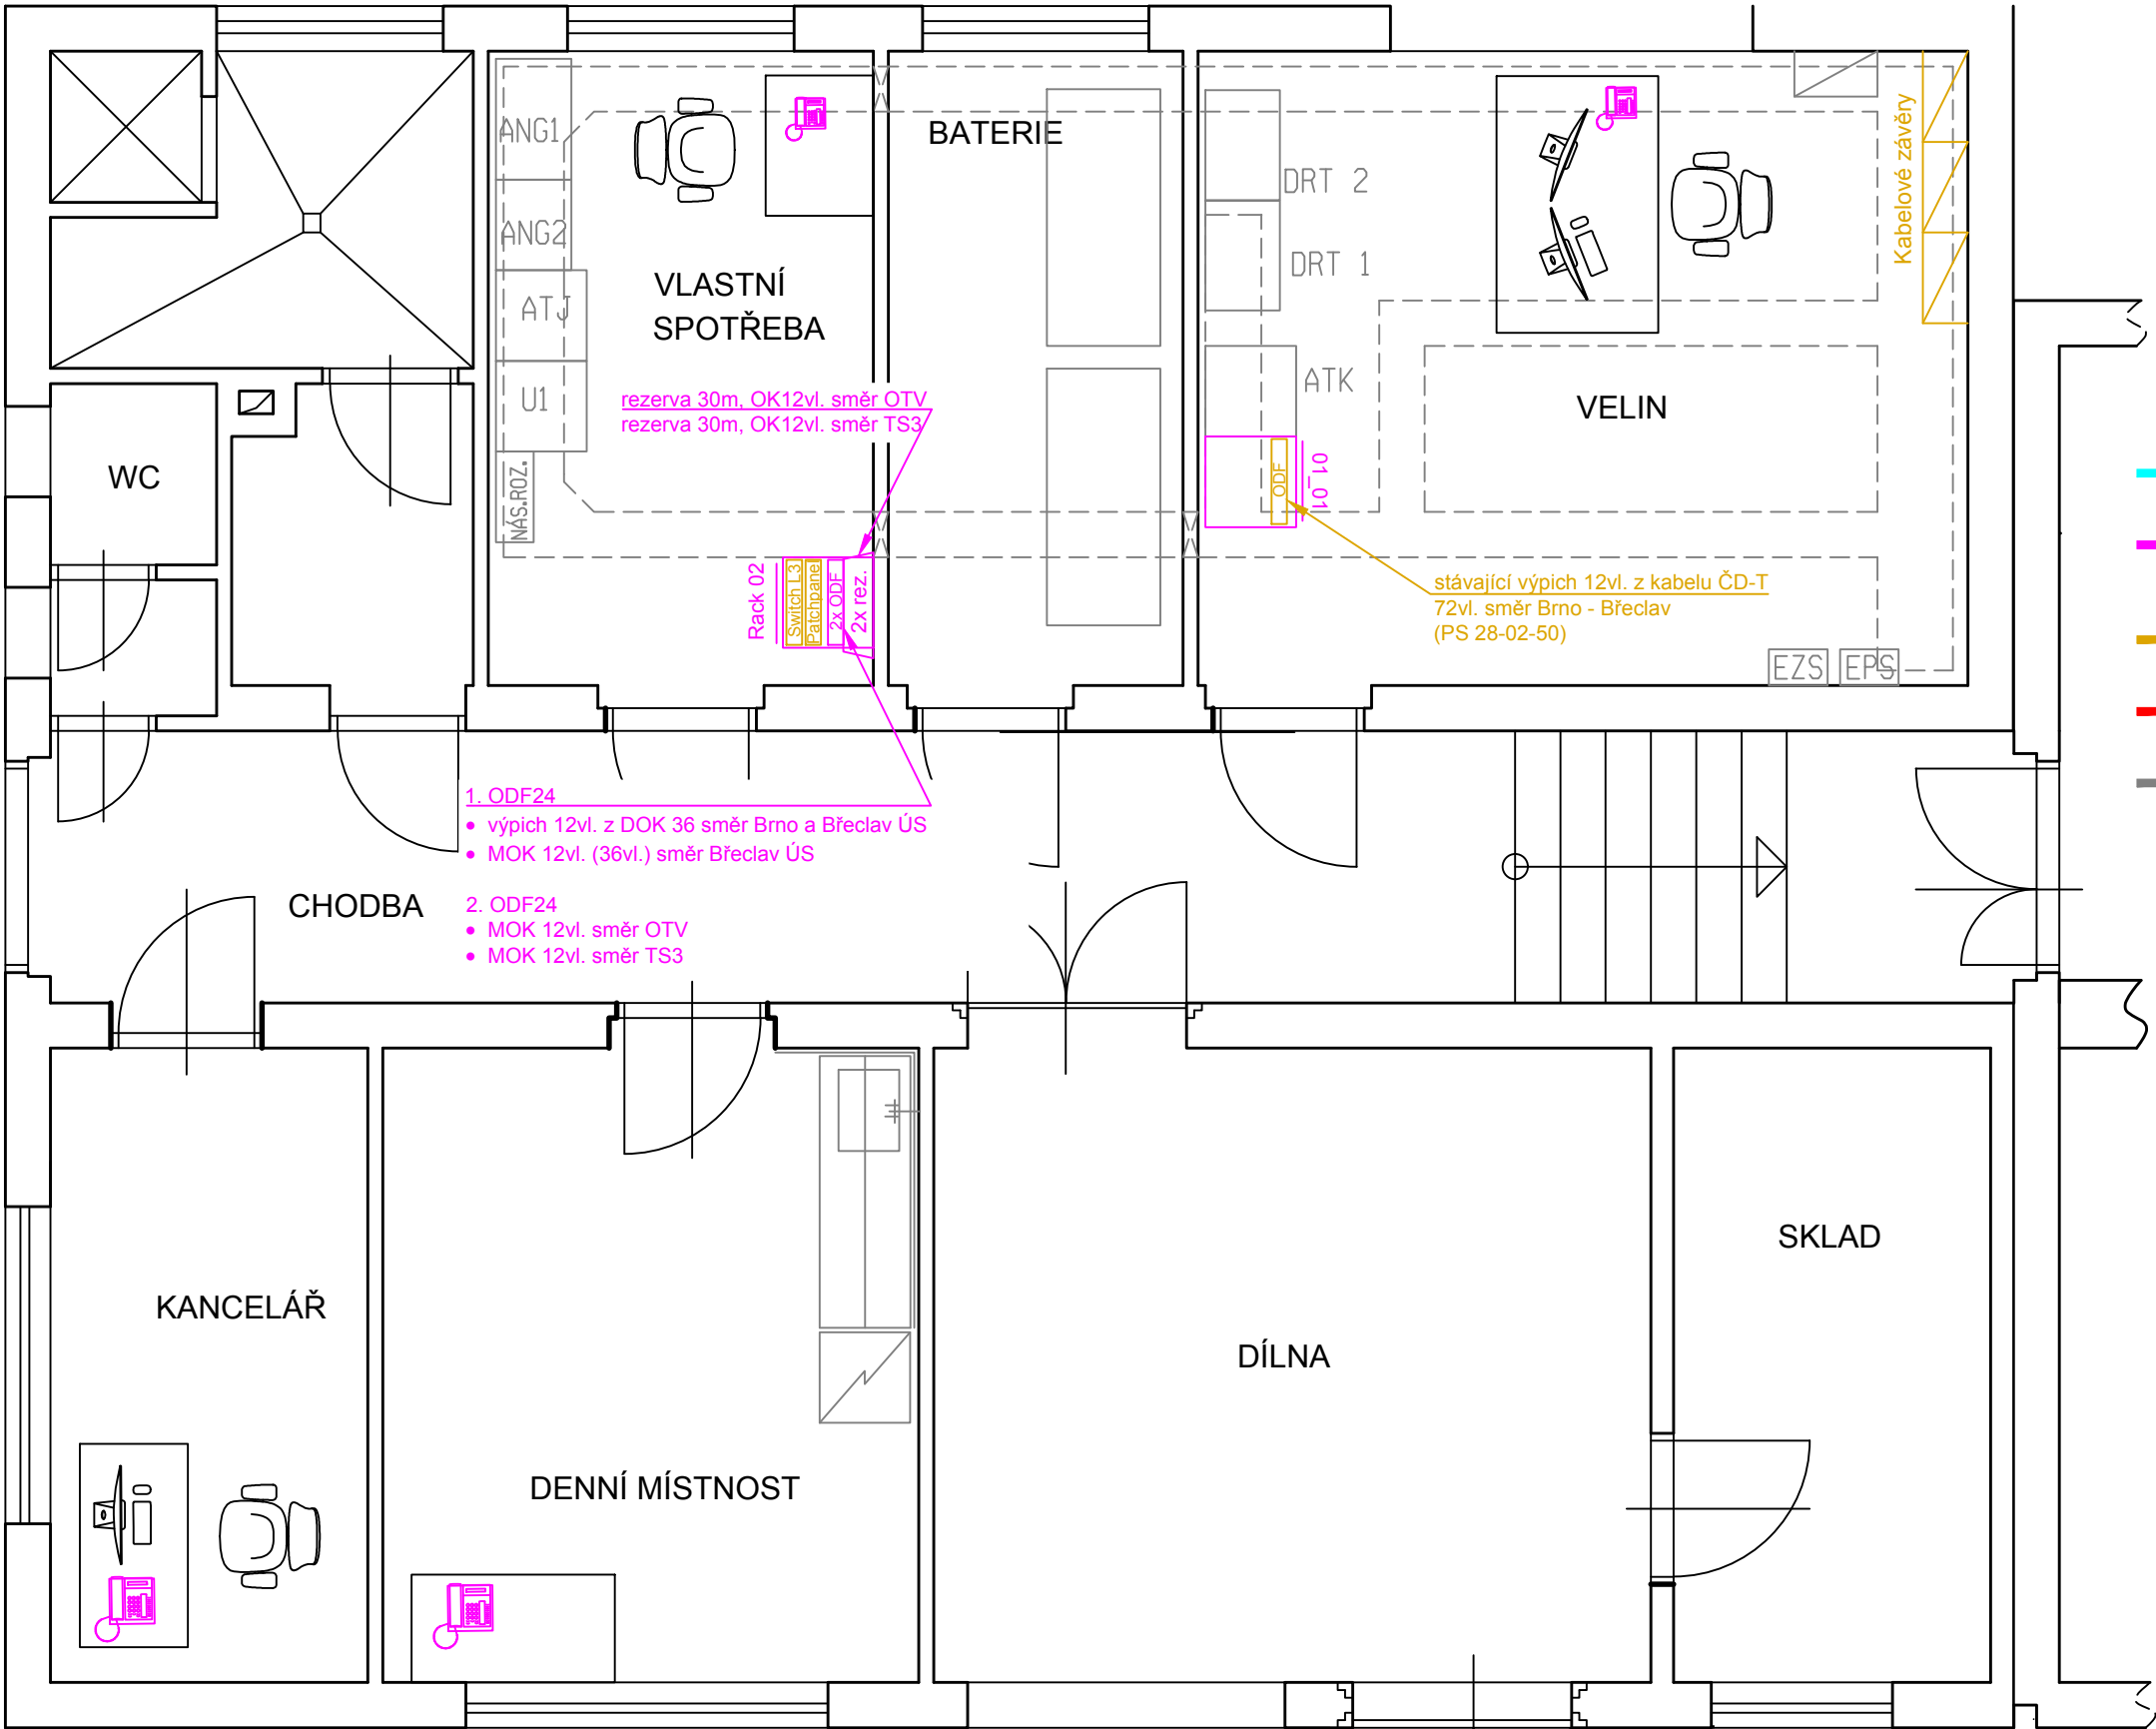 ANG1
ANG2
ATJ
U1
NÁS.ROZ.
VLASTNÍ
SPOTŘEBA
BATERIE
DRT 2
DRT 1
ATK
ODF
01_01
VELIN
Kabelové závěry
WC
rezerva 30m, OK12vl. směr OTV
rezerva 30m, OK12vl. směr TS3
Rack 02
Switch L3
Patchpanel
2x ODF
2x rez.
stávající výpich 12vl. z kabelu ČD-T
72vl. směr Brno - Břeclav
(PS 28-02-50)
EZS
EPS
1. ODF24
• výpich 12vl. z DOK 36 směr Brno a Břeclav ÚS
• MOK 12vl. (36vl.) směr Břeclav ÚS
2. ODF24
• MOK 12vl. směr OTV
• MOK 12vl. směr TS3
CHODBA
KANCELÁŘ
DENNÍ MÍSTNOST
DÍLNA
SKLAD